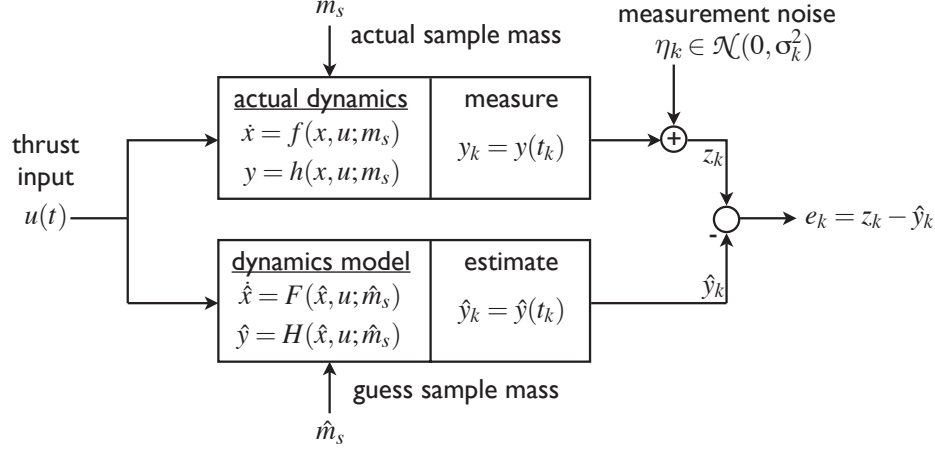 m_s
actual sample mass
measurement noise
η_k ∈ 𝒩(0, σ_k^2)
actual dynamics
ẋ = f(x, u; m_s)
y = h(x, u; m_s)
measure
y_k = y(t_k)
+
z_k
thrust
input
u(t)
-
e_k = z_k − ŷ_k
dynamics model
x̂̇ = F(x̂, u; m̂_s)
ŷ = H(x̂, u; m̂_s)
estimate
ŷ_k = ŷ(t_k)
ŷ_k
guess sample mass
m̂_s